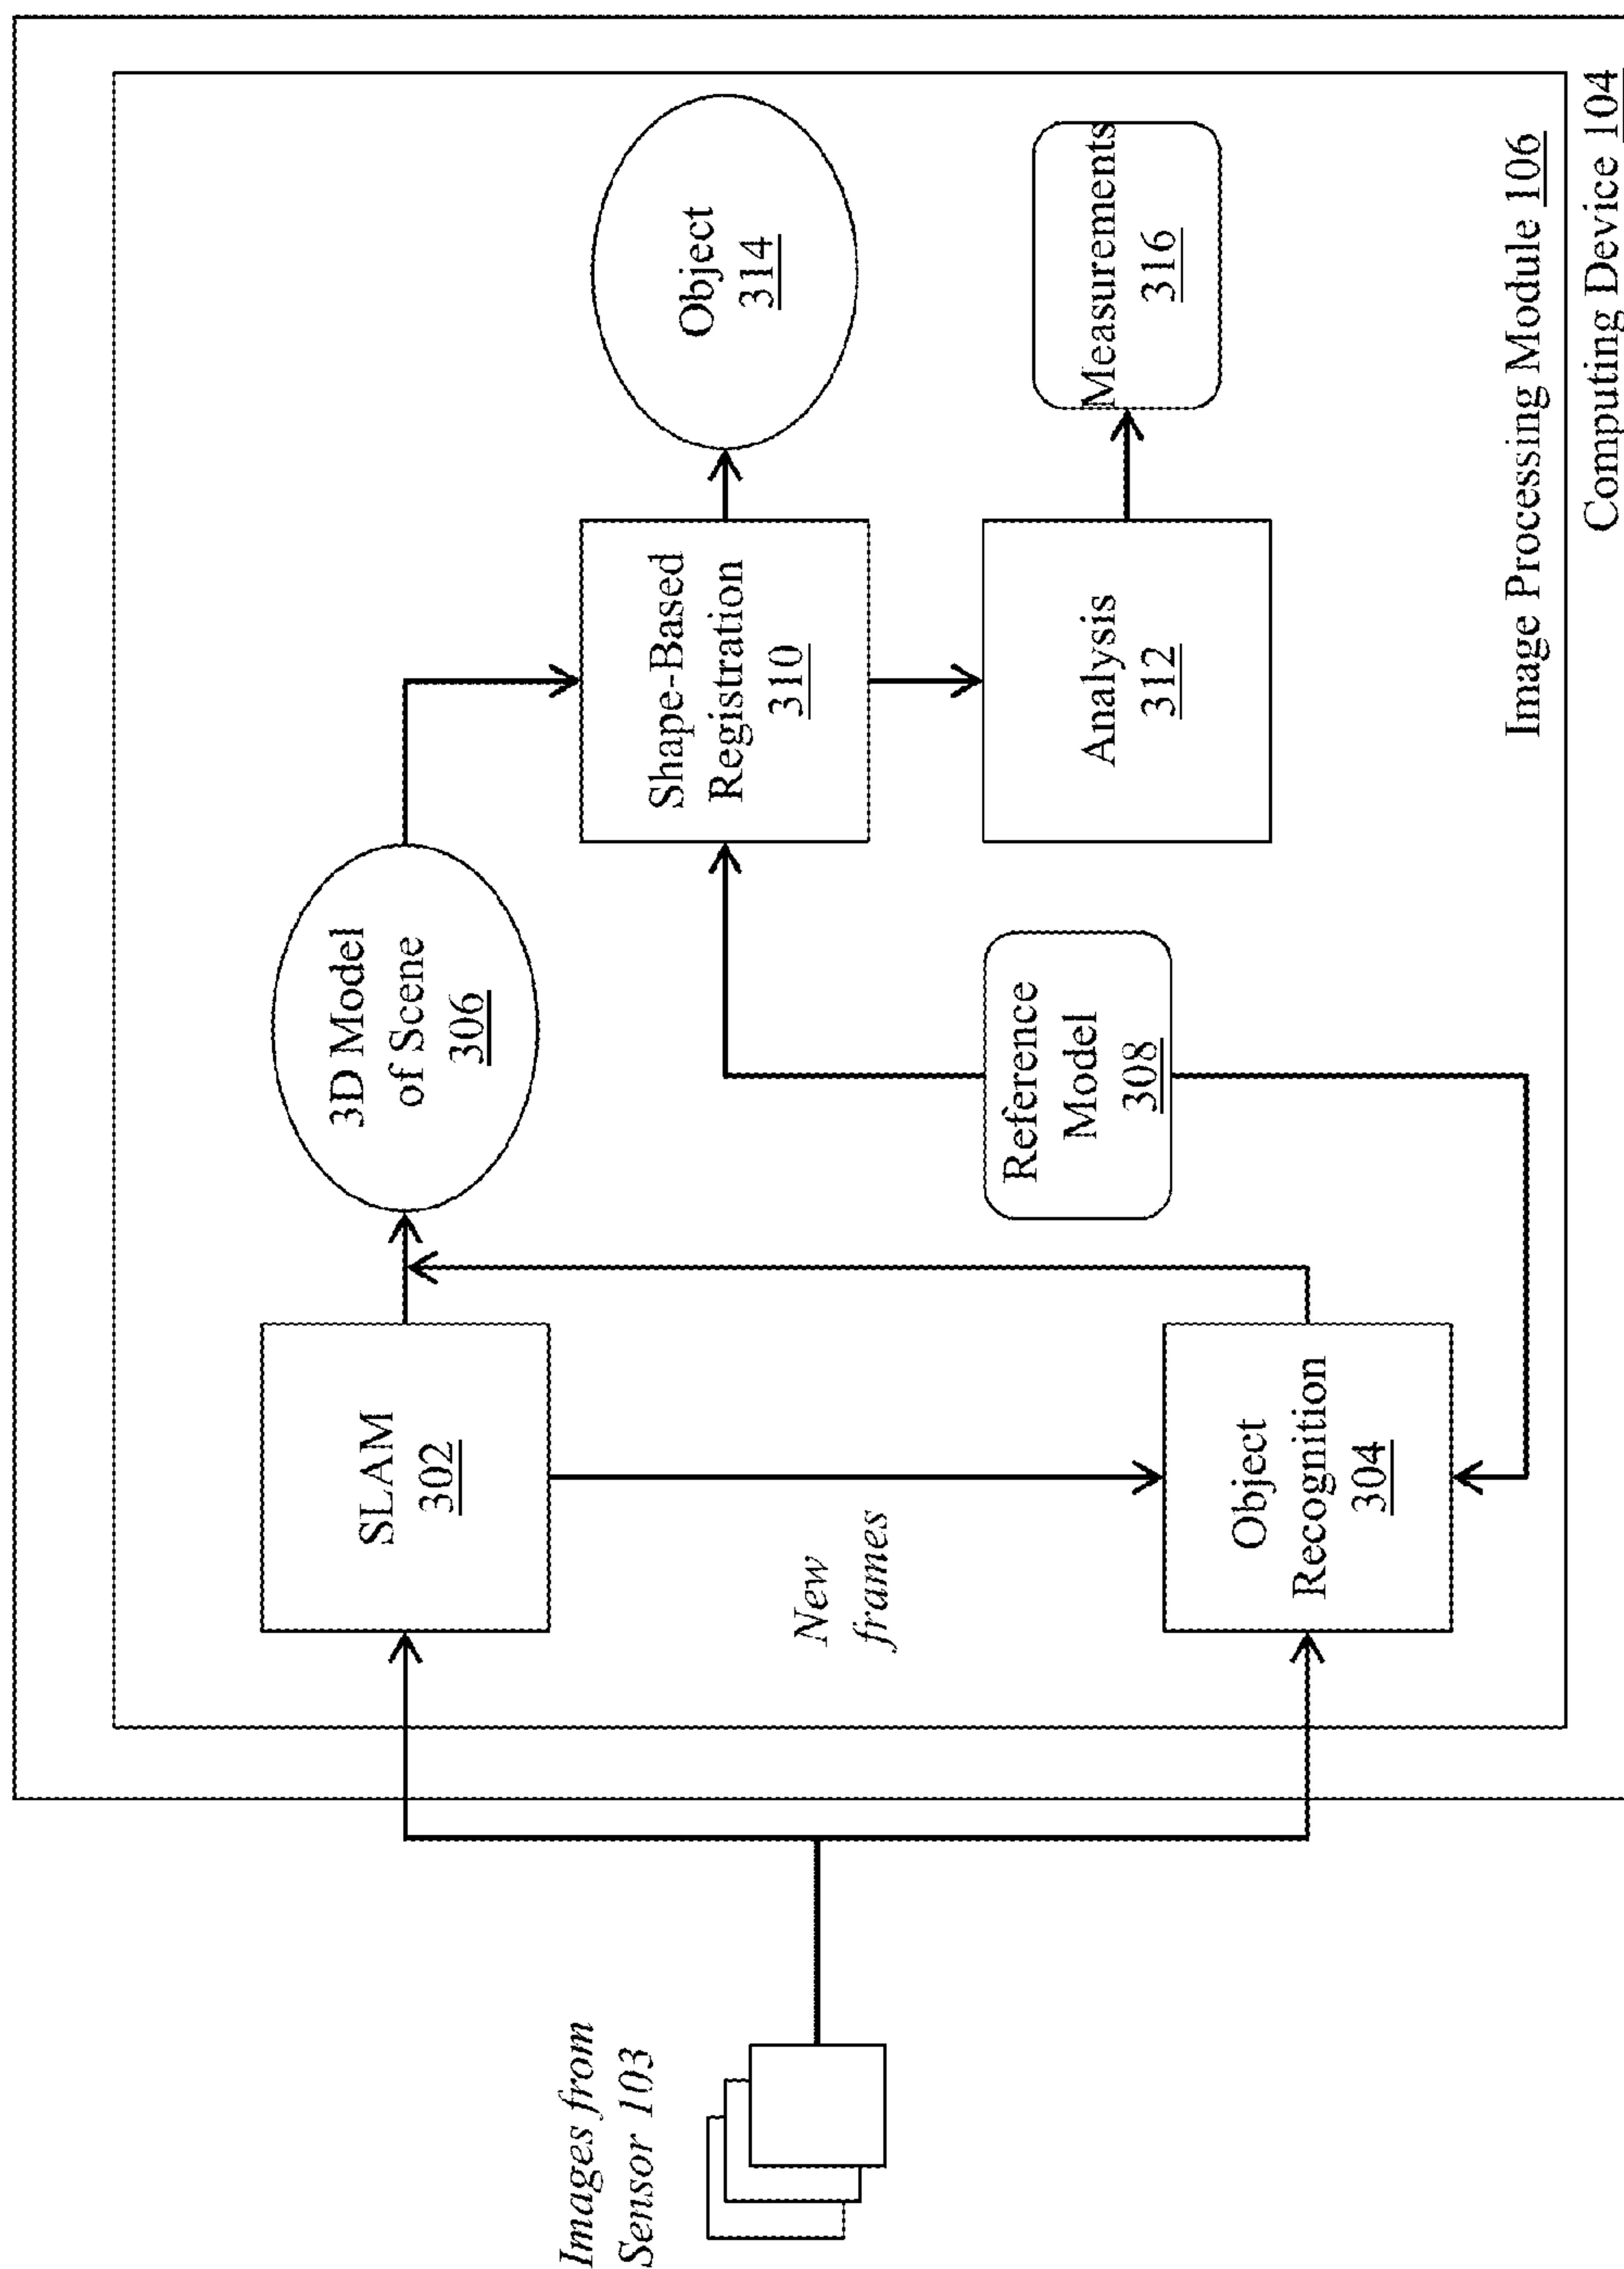 Images from
Sensor 103
SLAM
302
New
frames
Object
Recognition
304
3D Model
of Scene
306
Reference
Model
308
Shape-Based
Registration
310
Analysis
312
Object
314
Measurements
316
Image Processing Module 106
Computing Device 104